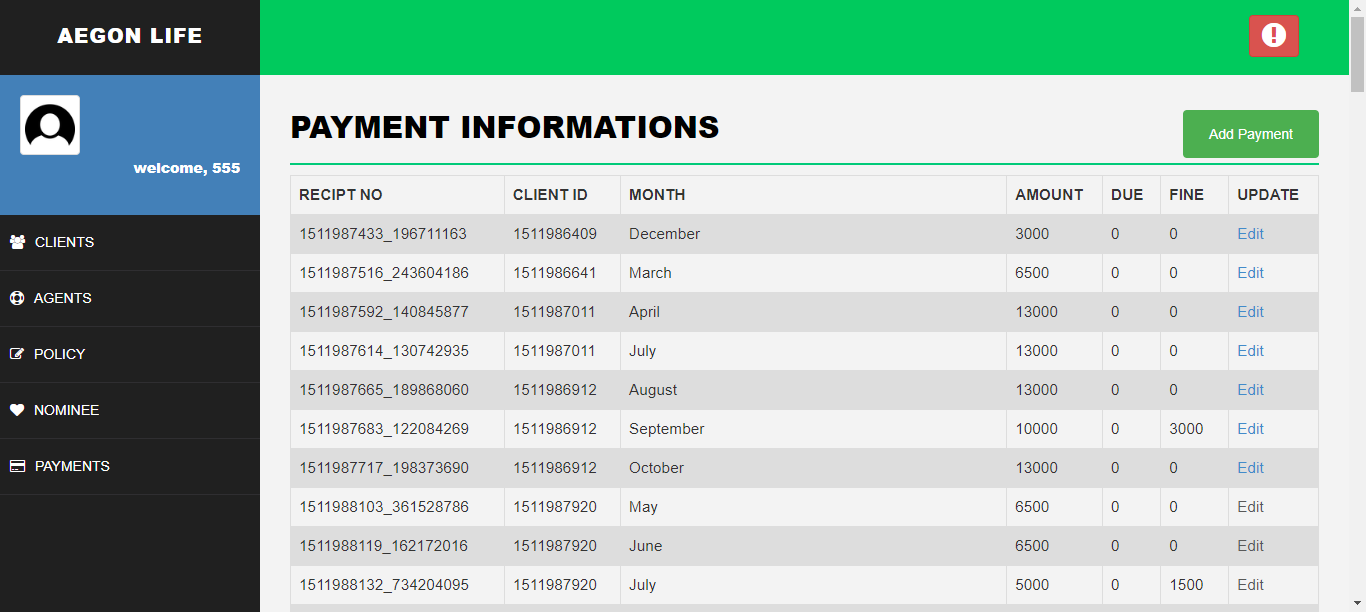 AEGON LIFE
welcome, 555
CLIENTS
AGENTS
POLICY
NOMINEE
PAYMENTS
PAYMENT INFORMATIONS
Add Payment
RECIPT NO CLIENT ID MONTH AMOUNT DUE FINE UPDATE
1511987433_196711163 1511986409 December 3000 0 0 Edit
1511987516_243604186 1511986641 March 6500 0 0 Edit
1511987592_140845877 1511987011 April 13000 0 0 Edit
1511987614_130742935 1511987011 July 13000 0 0 Edit
1511987665_189868060 1511986912 August 13000 0 0 Edit
1511987683_122084269 1511986912 September 10000 0 3000 Edit
1511987717_198373690 1511986912 October 13000 0 0 Edit
1511988103_361528786 1511987920 May 6500 0 0 Edit
1511988119_162172016 1511987920 June 6500 0 0 Edit
1511988132_734204095 1511987920 July 5000 0 1500 Edit